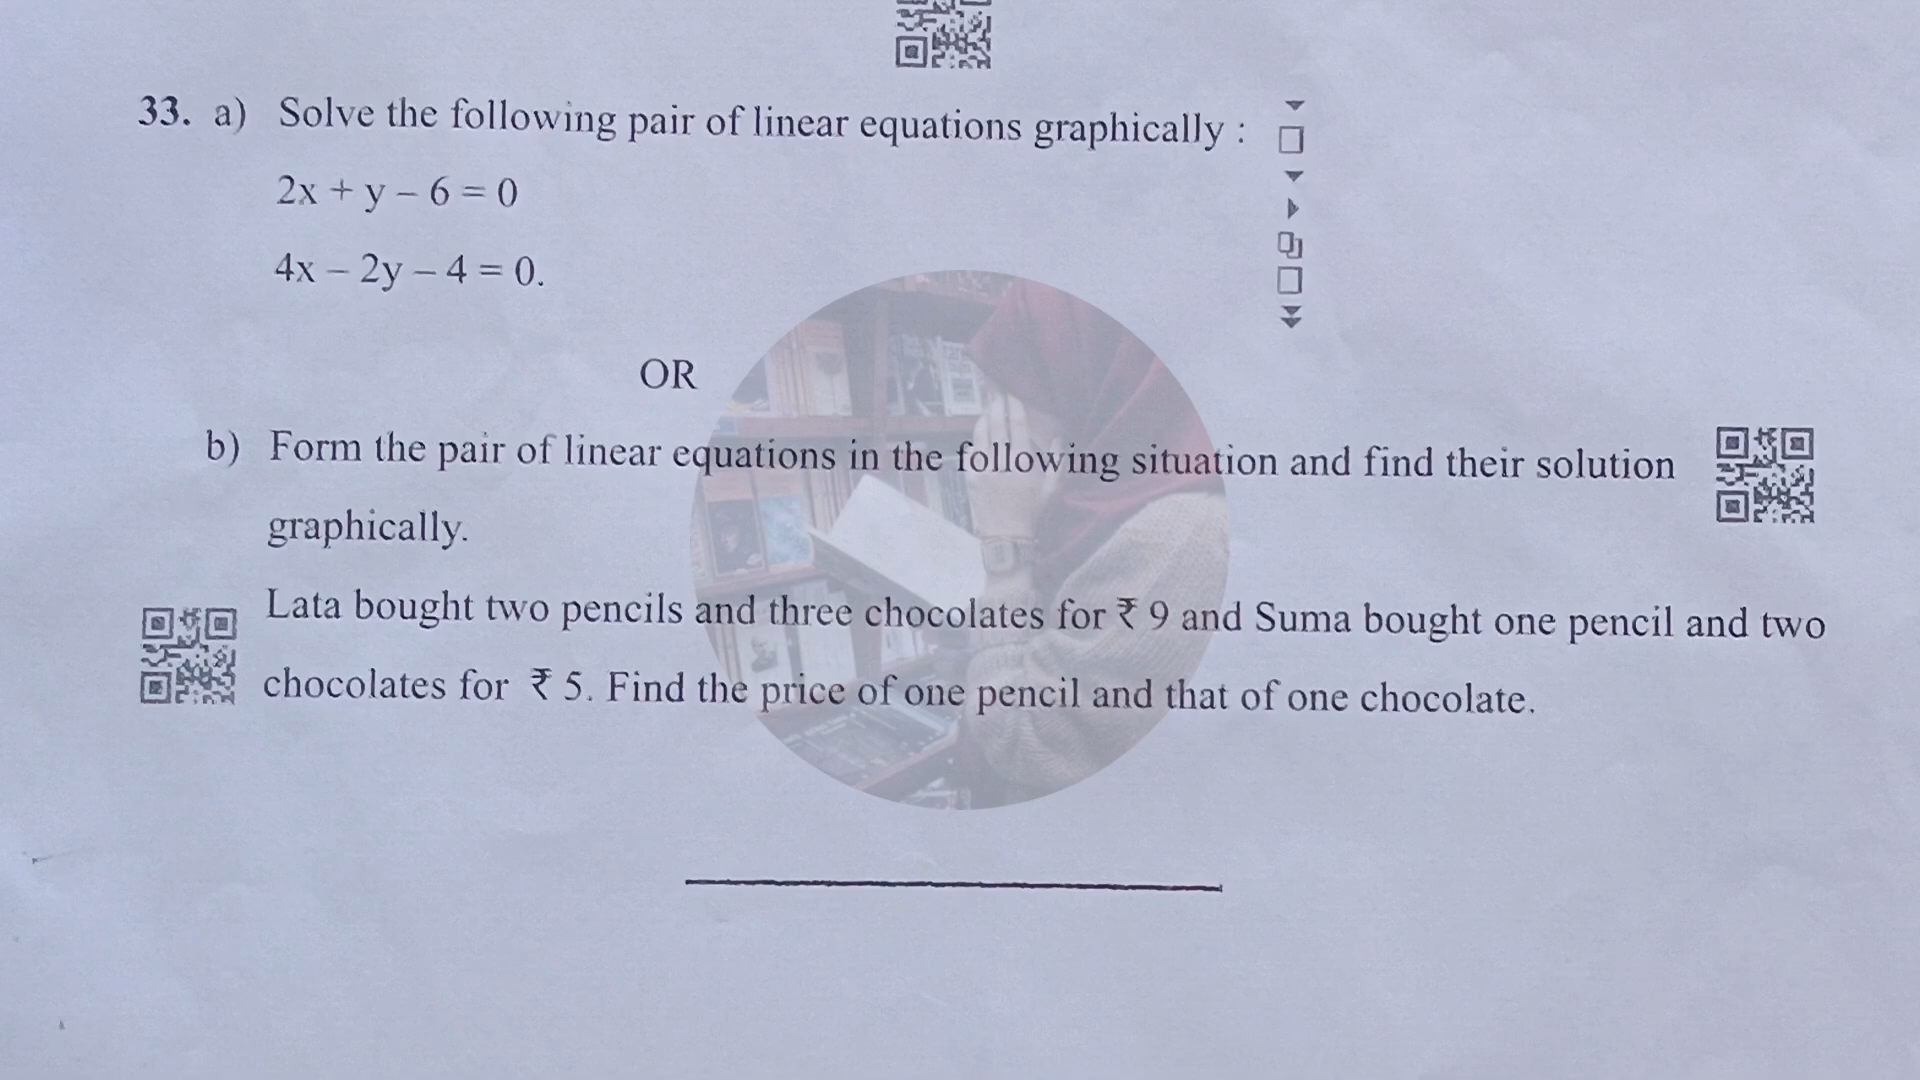 33. a) Solve the following pair of linear equations graphically :
2x + y – 6 = 0
4x – 2y – 4 = 0.
OR
b) Form the pair of linear equations in the following situation and find their solution
graphically.
Lata bought two pencils and three chocolates for ₹ 9 and Suma bought one pencil and two
chocolates for ₹ 5. Find the price of one pencil and that of one chocolate.